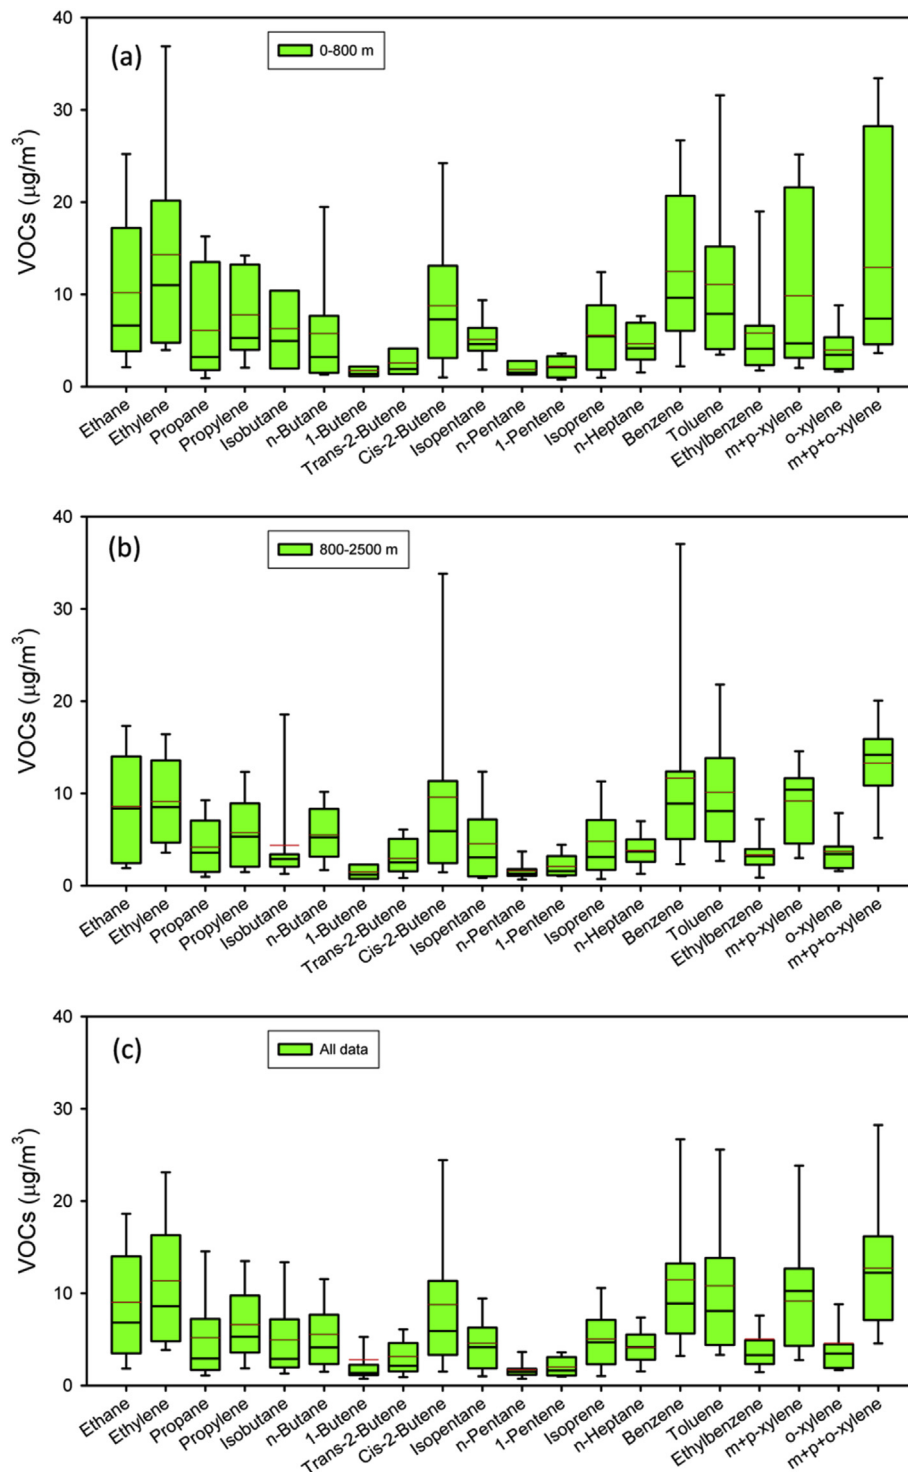 40
(a)
0-800 m
30
20
10
0
VOCs (μg/m³)
Ethane
Ethylene
Propane
Propylene
Isobutane
n-Butane
1-Butene
Trans-2-Butene
Cis-2-Butene
Isopentane
n-Pentane
1-Pentene
Isoprene
n-Heptane
Benzene
Toluene
Ethylbenzene
m+p-xylene
o-xylene
m+p+o-xylene
40
(b)
800-2500 m
30
20
10
0
VOCs (μg/m³)
Ethane
Ethylene
Propane
Propylene
Isobutane
n-Butane
1-Butene
Trans-2-Butene
Cis-2-Butene
Isopentane
n-Pentane
1-Pentene
Isoprene
n-Heptane
Benzene
Toluene
Ethylbenzene
m+p-xylene
o-xylene
m+p+o-xylene
40
(c)
All data
30
20
10
0
VOCs (μg/m³)
Ethane
Ethylene
Propane
Propylene
Isobutane
n-Butane
1-Butene
Trans-2-Butene
Cis-2-Butene
Isopentane
n-Pentane
1-Pentene
Isoprene
n-Heptane
Benzene
Toluene
Ethylbenzene
m+p-xylene
o-xylene
m+p+o-xylene